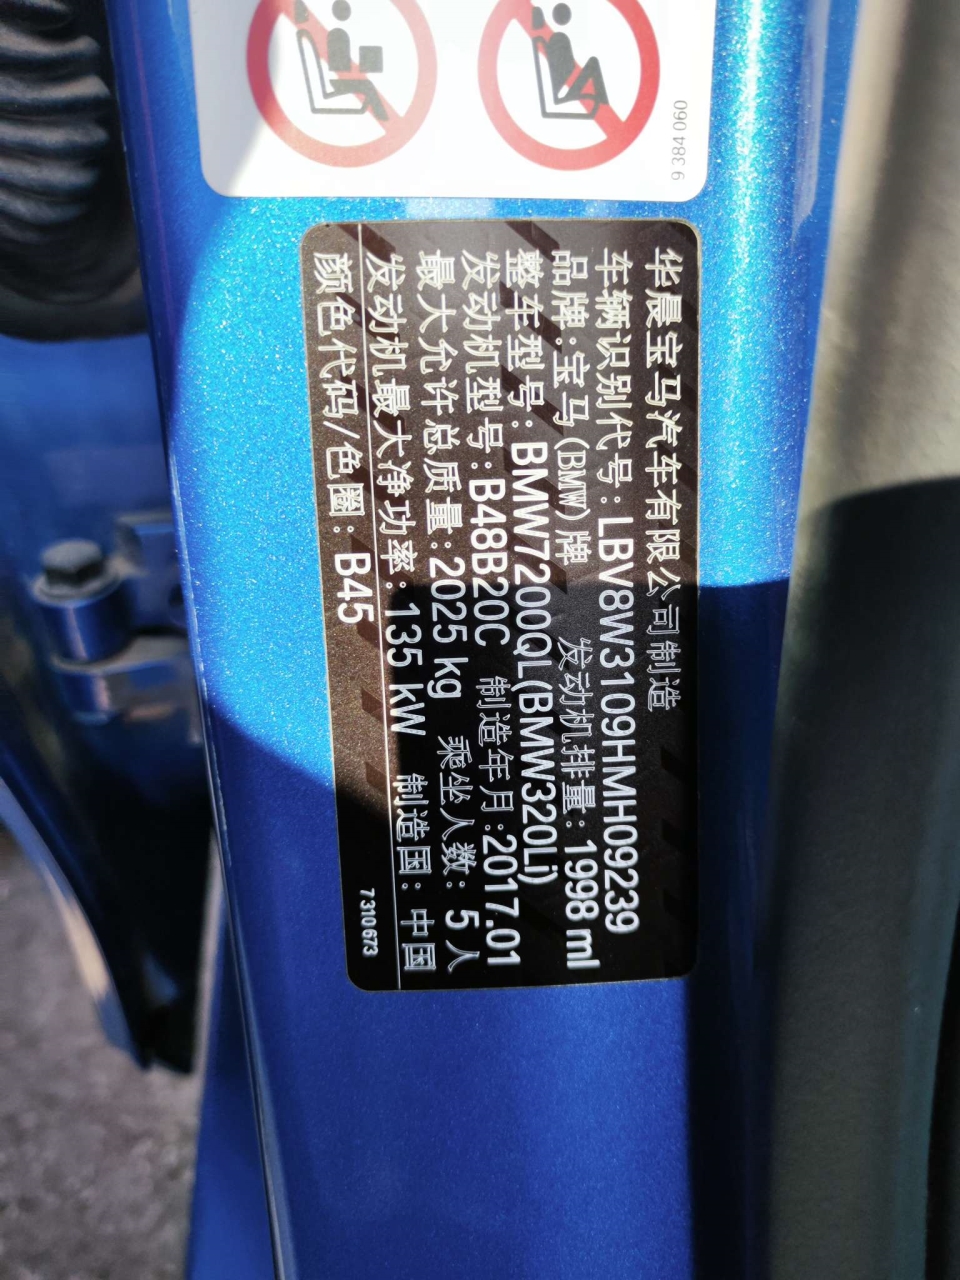 9 384 060
华晨宝马汽车有限公司制造
车辆识别代号: LBV8W3109HMH09239
品牌: 宝马(BMW)牌 发动机排量: 1998 ml
整车型号: BMW7200QL(BMW320Li)
发动机型号: B48B20C 制造年月: 2017.01
最大允许总质量: 2025 kg 乘坐人数: 5 人
发动机最大净功率: 135 kW 制造国: 中国
颜色代码/色圈: B45
7 310 673